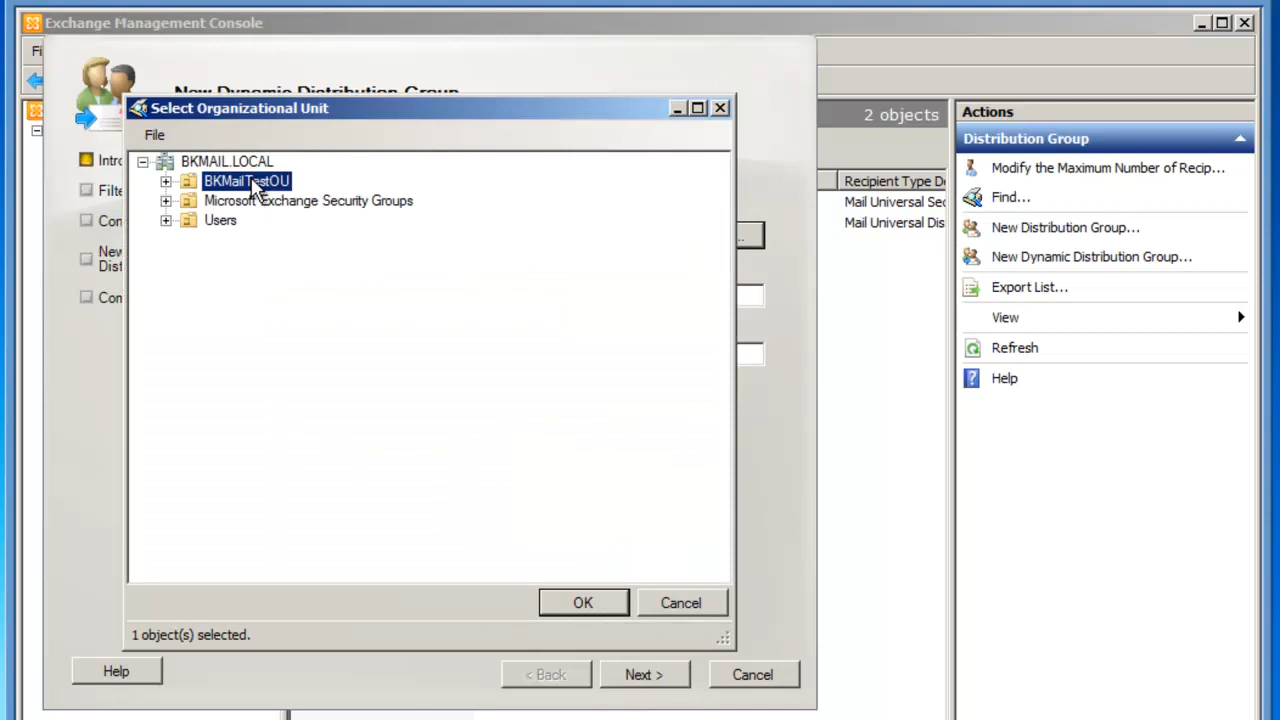 Exchange Management Console
Fi
New Dynamic Distribution Group
Select Organizational Unit
File
BKMAIL.LOCAL
BKMailTestOU
Microsoft Exchange Security Groups
Users
Intro
Filte
Con
New
Dist
Con
...
OK
Cancel
1 object(s) selected.
Help
< Back
Next >
Cancel
2 objects
Recipient Type De
Mail Universal Sec
Mail Universal Dis
Actions
Distribution Group
Modify the Maximum Number of Recip...
Find...
New Distribution Group...
New Dynamic Distribution Group...
Export List...
View
Refresh
Help